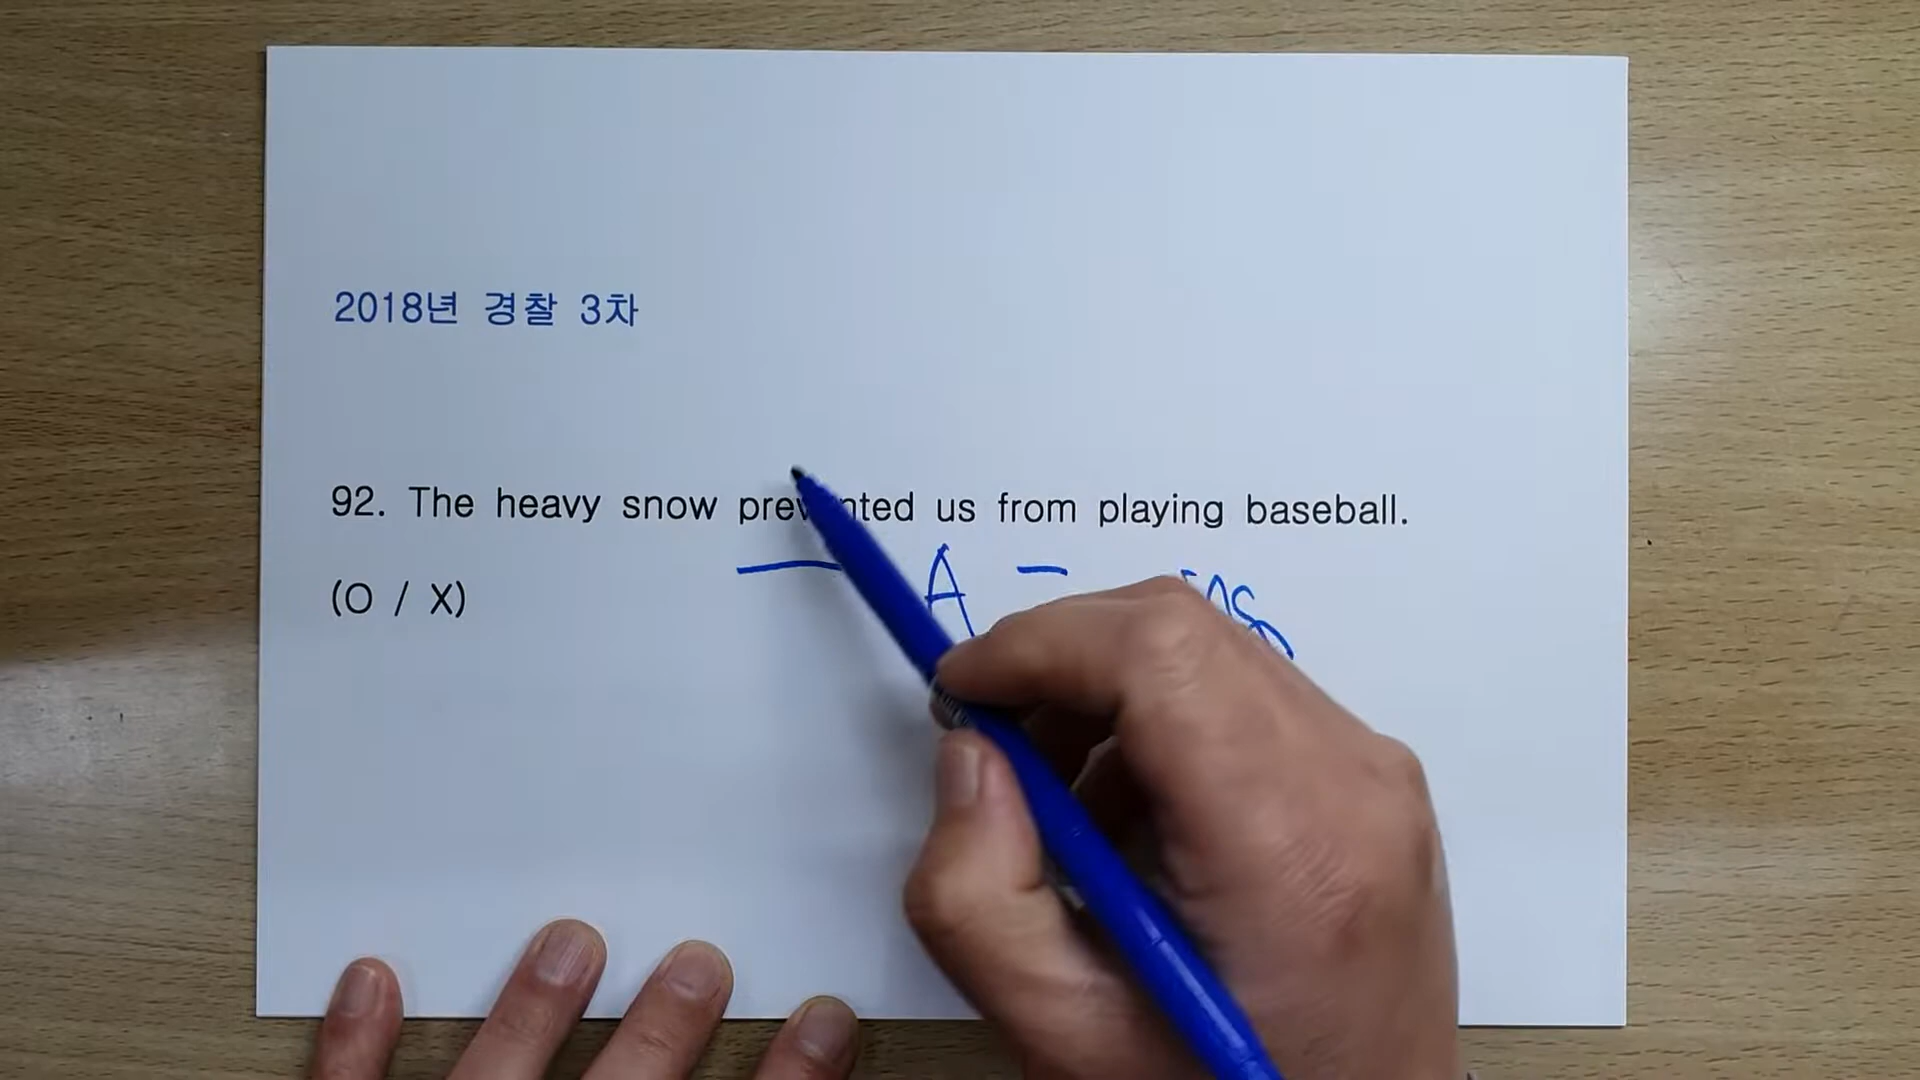 2018년 경찰 3차
92. The heavy snow prevented us from playing baseball.
(O / X)
A